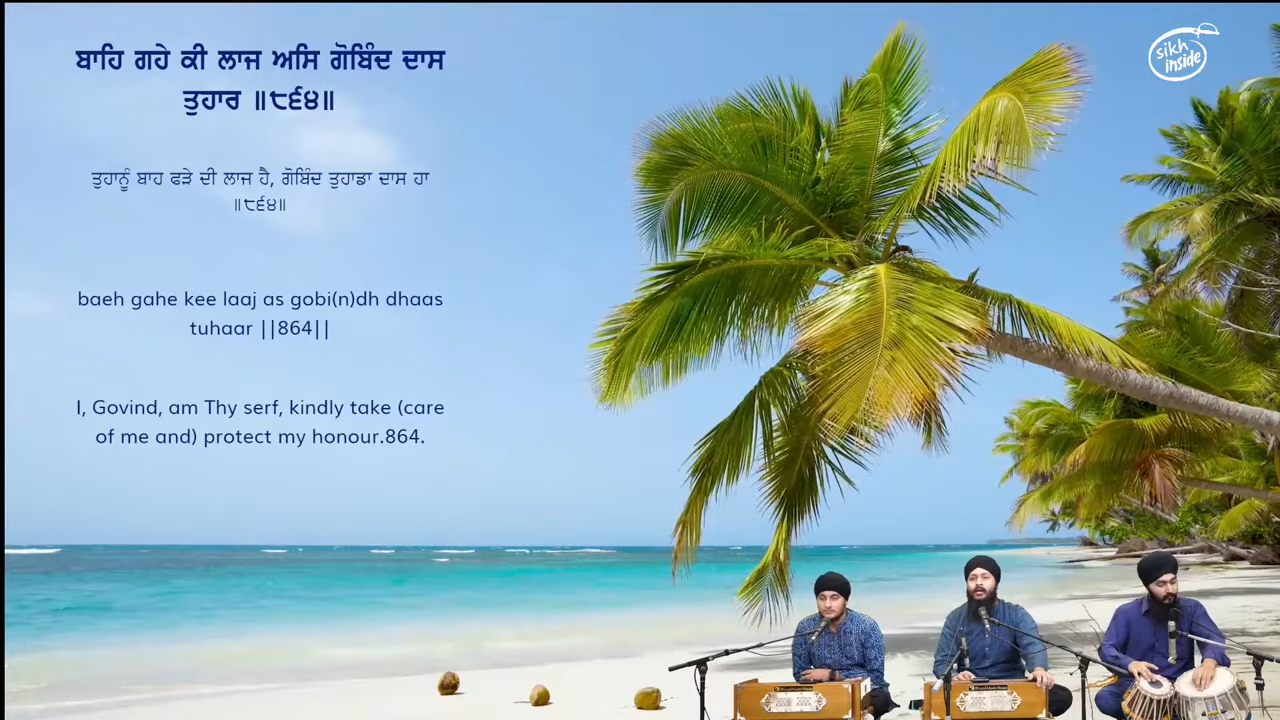 ਬਾਹਿ ਗਹੇ ਕੀ ਲਾਜ ਅਸਿ ਗੋਬਿੰਦ ਦਾਸ
ਤੁਹਾਰ ॥੮੬੪॥
ਤੁਹਾਨੂੰ ਬਾਹ ਫੜੇ ਦੀ ਲਾਜ ਹੈ, ਗੋਬਿੰਦ ਤੁਹਾਡਾ ਦਾਸ ਹਾ
॥੮੬੪॥
baeh gahe kee laaj as gobi(n)dh dhaas
tuhaar ||864||
I, Govind, am Thy serf, kindly take (care
of me and) protect my honour.864.
sikh
inside